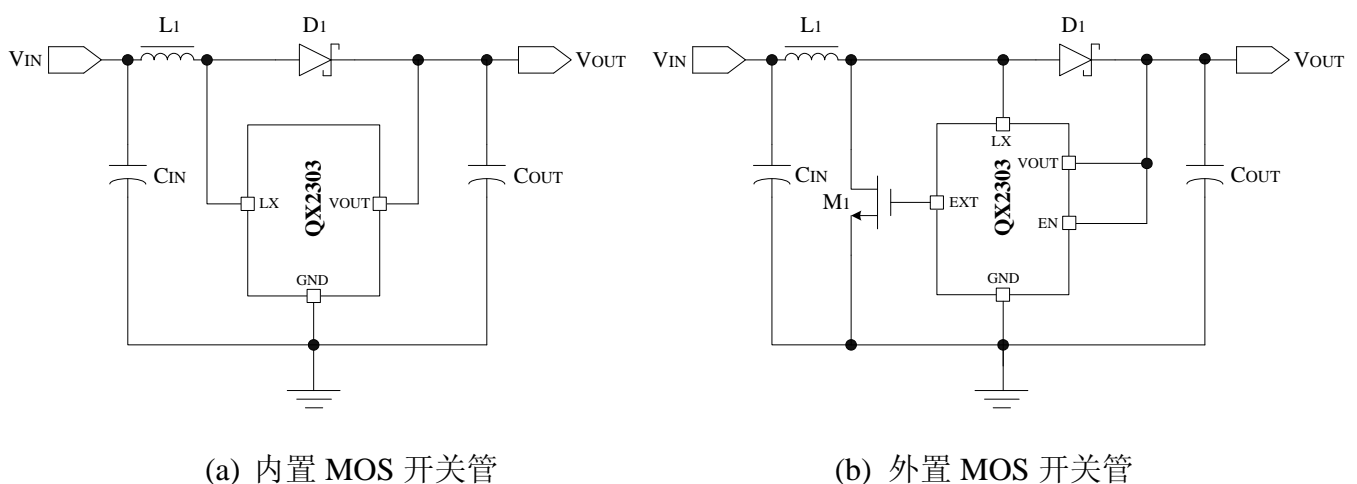 L1
D1
VIN
VOUT
CIN
COUT
LX
VOUT
QX2303
GND
(a) 内置 MOS 开关管
L1
D1
VIN
VOUT
LX
VOUT
CIN
COUT
M1
EXT
QX2303
EN
GND
(b) 外置 MOS 开关管